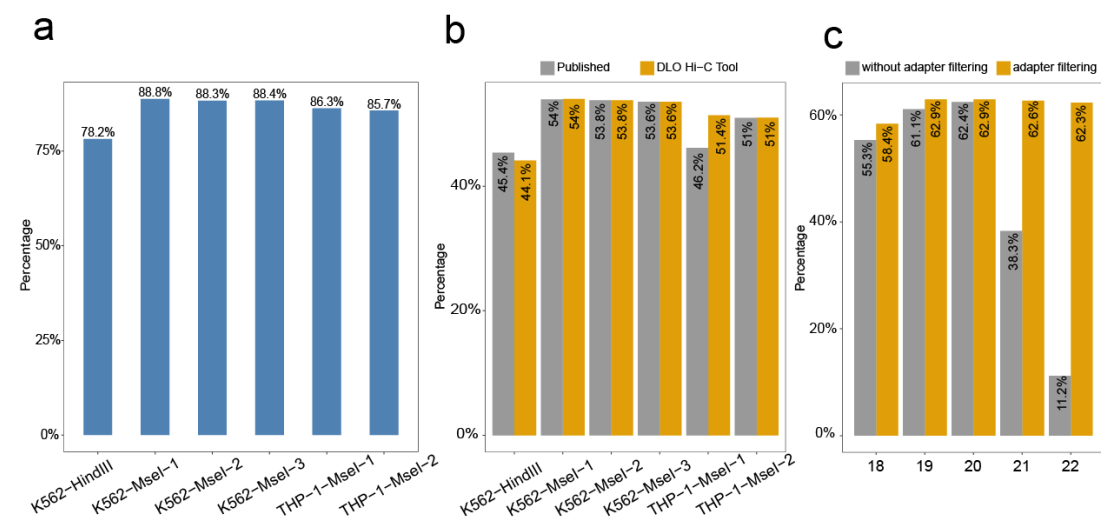 a
Percentage
75%
50%
25%
0%
78.2%
88.8%
88.3%
88.4%
86.3%
85.7%
K562-HindIII
K562-MseI-1
K562-MseI-2
K562-MseI-3
THP-1-MseI-1
THP-1-MseI-2
b
Published
DLO Hi-C Tool
Percentage
40%
20%
0%
45.4%
44.1%
54%
54%
53.8%
53.8%
53.6%
53.6%
46.2%
51.4%
51%
51%
K562-HindIII
K562-MseI-1
K562-MseI-2
K562-MseI-3
THP-1-MseI-1
THP-1-MseI-2
c
without adapter filtering
adapter filtering
Percentage
60%
40%
20%
0%
55.3%
58.4%
61.1%
62.9%
62.4%
62.9%
38.3%
62.6%
11.2%
62.3%
18
19
20
21
22